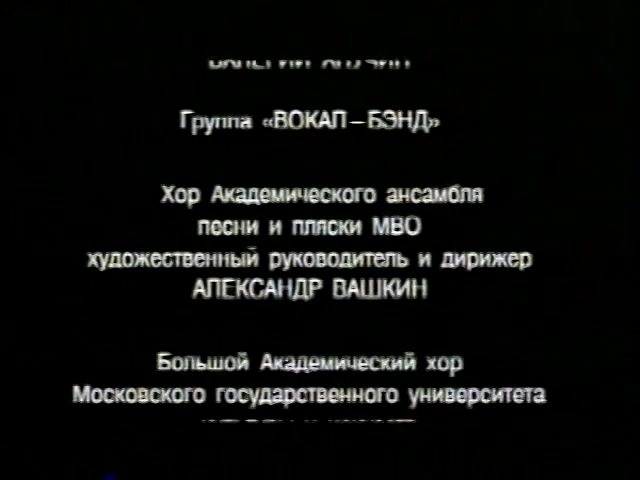 Группа «ВОКАЛ – БЭНД»
Хор Академического ансамбля
песни и пляски МВО
художественный руководитель и дирижер
АЛЕКСАНДР ВАШКИН
Большой Академический хор
Московского государственного университета